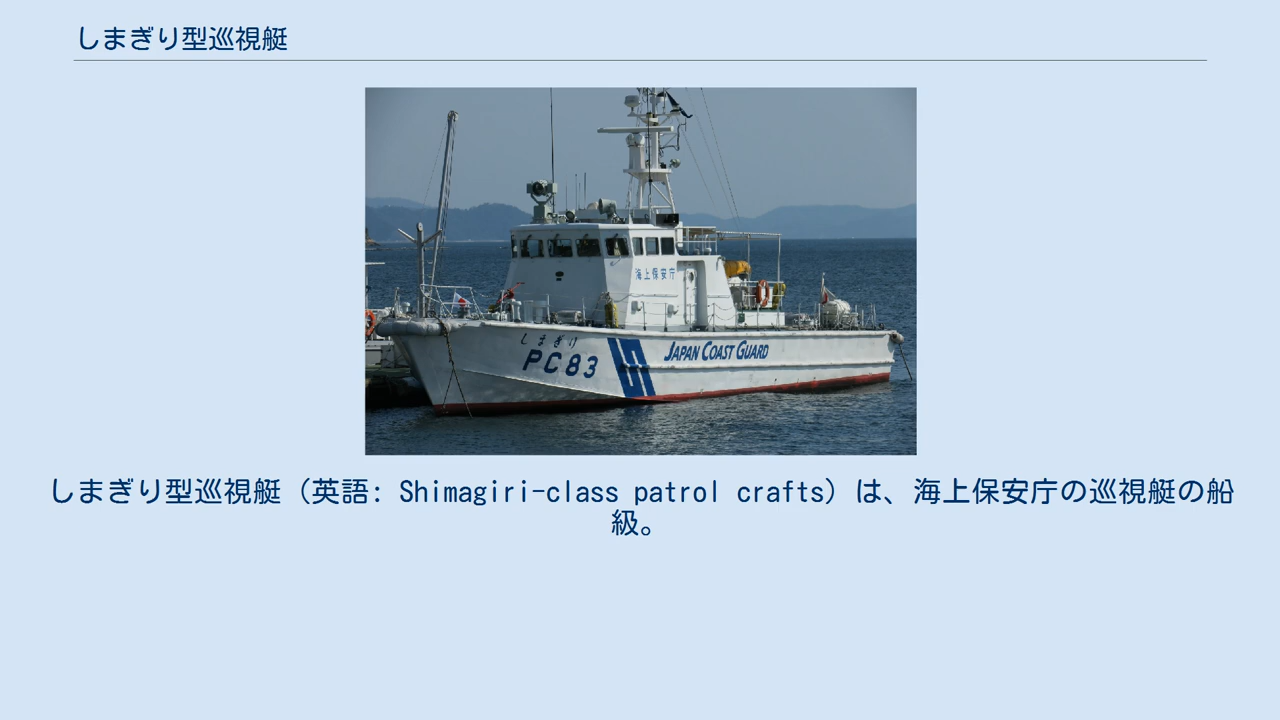 しまぎり型巡視艇
海上保安庁
しまぎり
PC83
JAPAN COAST GUARD
しまぎり型巡視艇（英語: Shimagiri-class patrol crafts）は、海上保安庁の巡視艇の船
級。